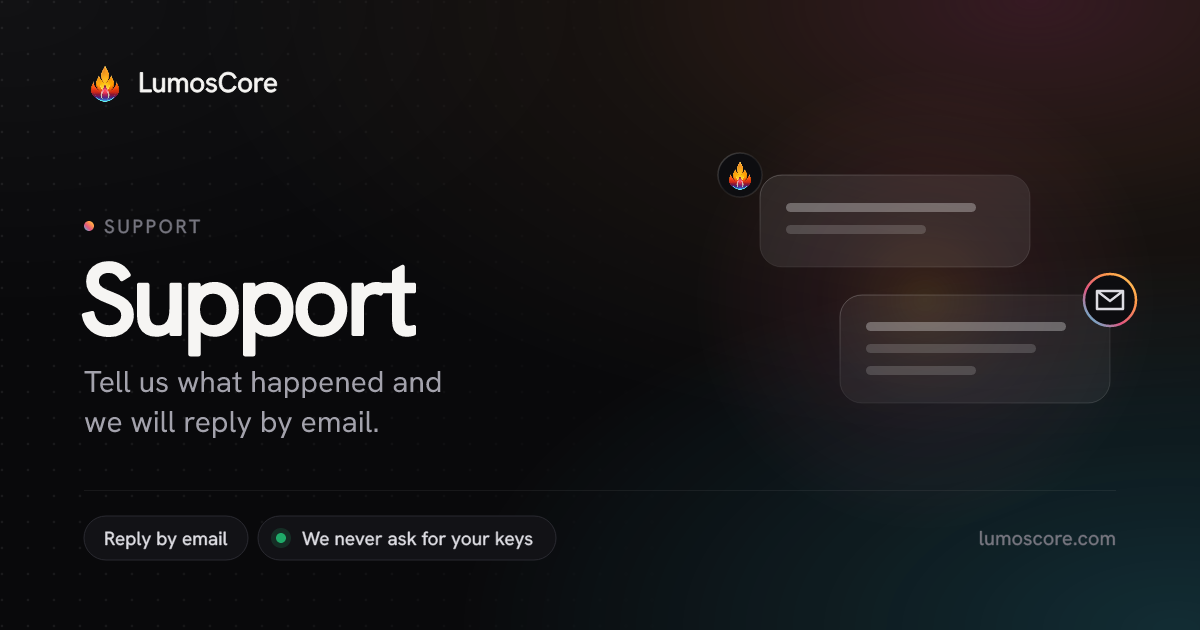 LumosCore
SUPPORT
Support
Tell us what happened and
we will reply by email.
Reply by email
We never ask for your keys
lumoscore.com